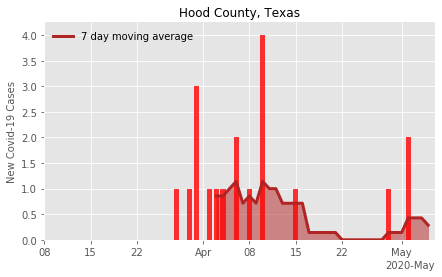 Hood County, Texas
7 day moving average
New Covid-19 Cases
4.0
3.5
3.0
2.5
2.0
1.5
1.0
0.5
0.0
08 15 22 Apr 08 15 22 May
2020-May